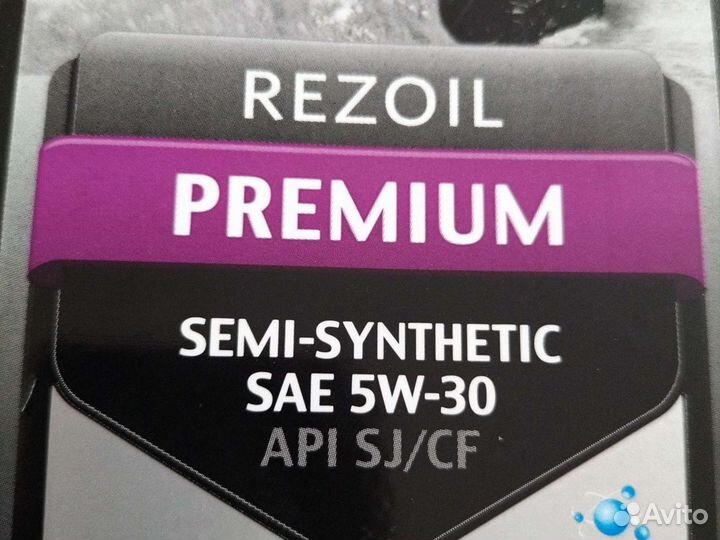 REZOIL
PREMIUM
SEMI-SYNTHETIC
SAE 5W-30
API SJ/CF
Avito